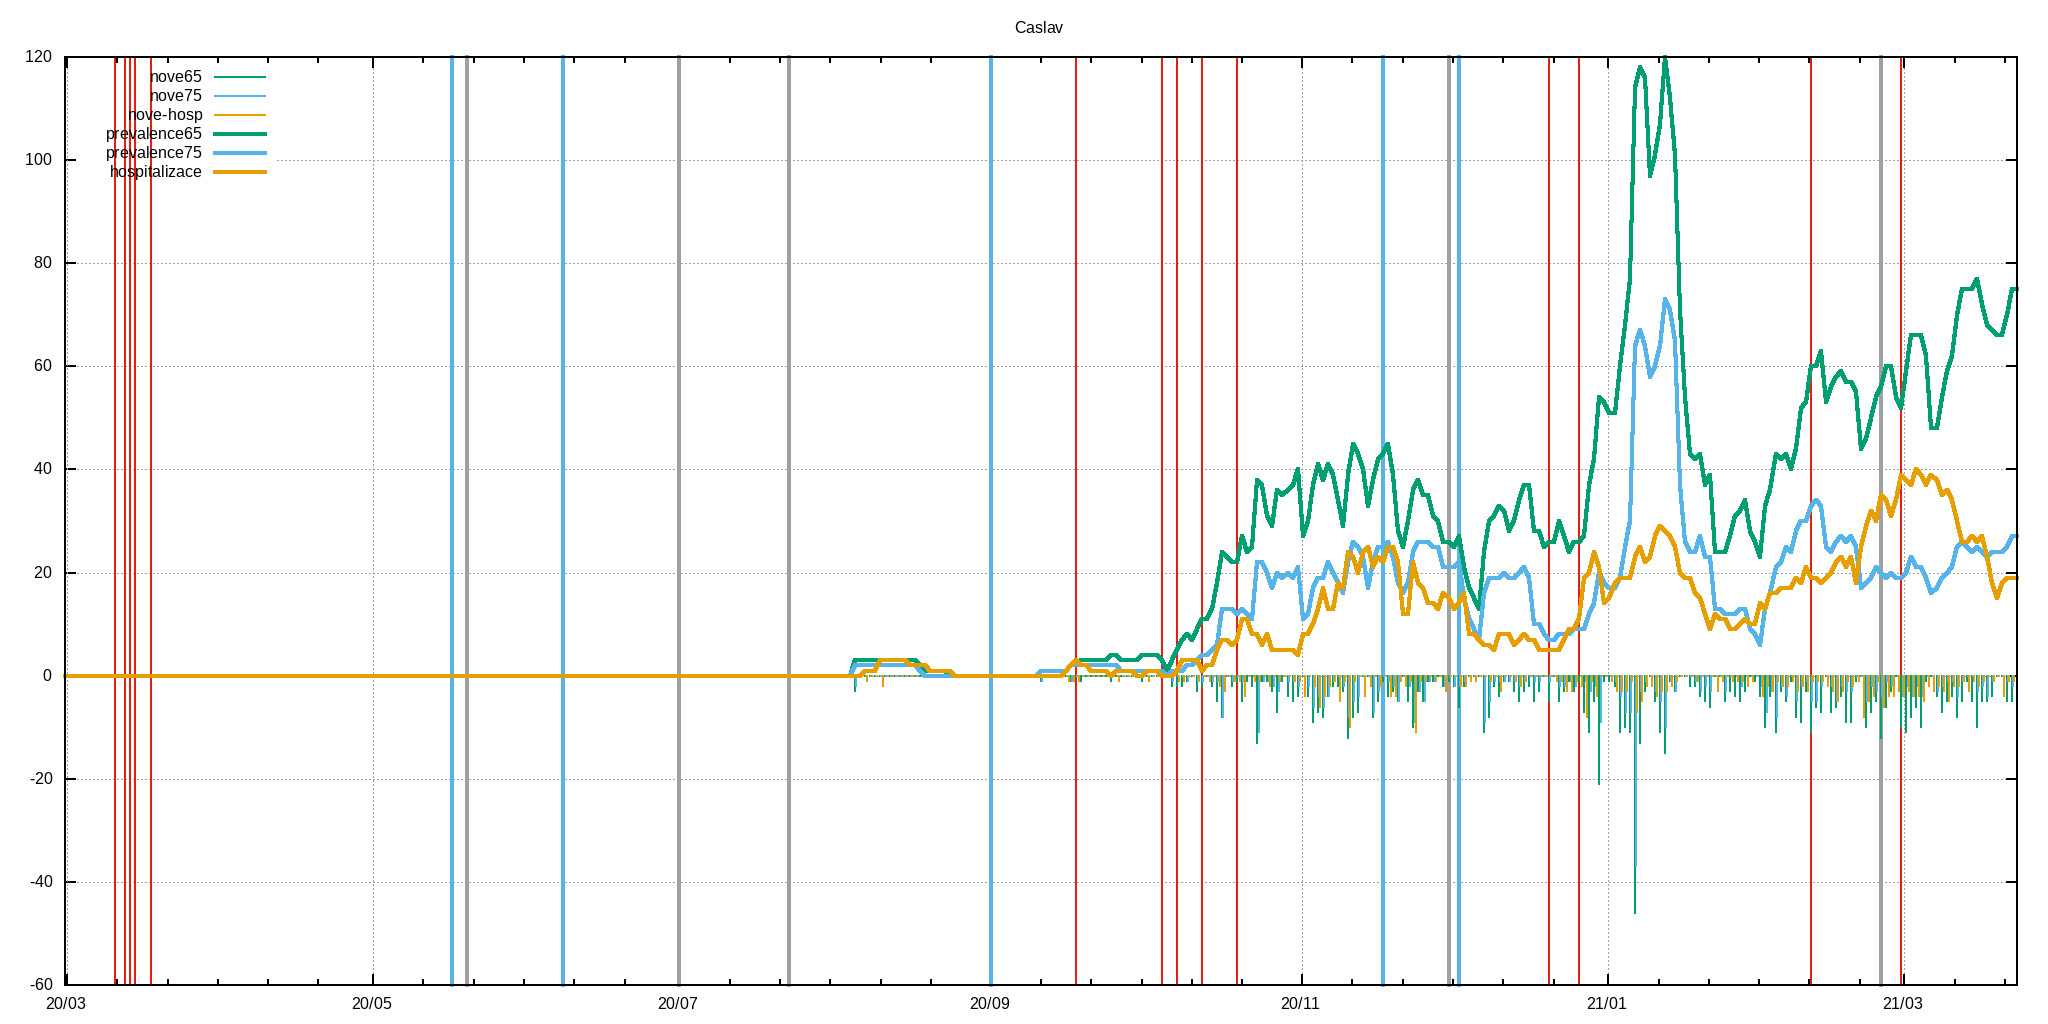 Caslav
120
100
80
60
40
20
0
-20
-40
-60
nove65
nove75
nove-hosp
prevalence65
prevalence75
hospitalizace
20/03 20/05 20/07 20/09 20/11 21/01 21/03